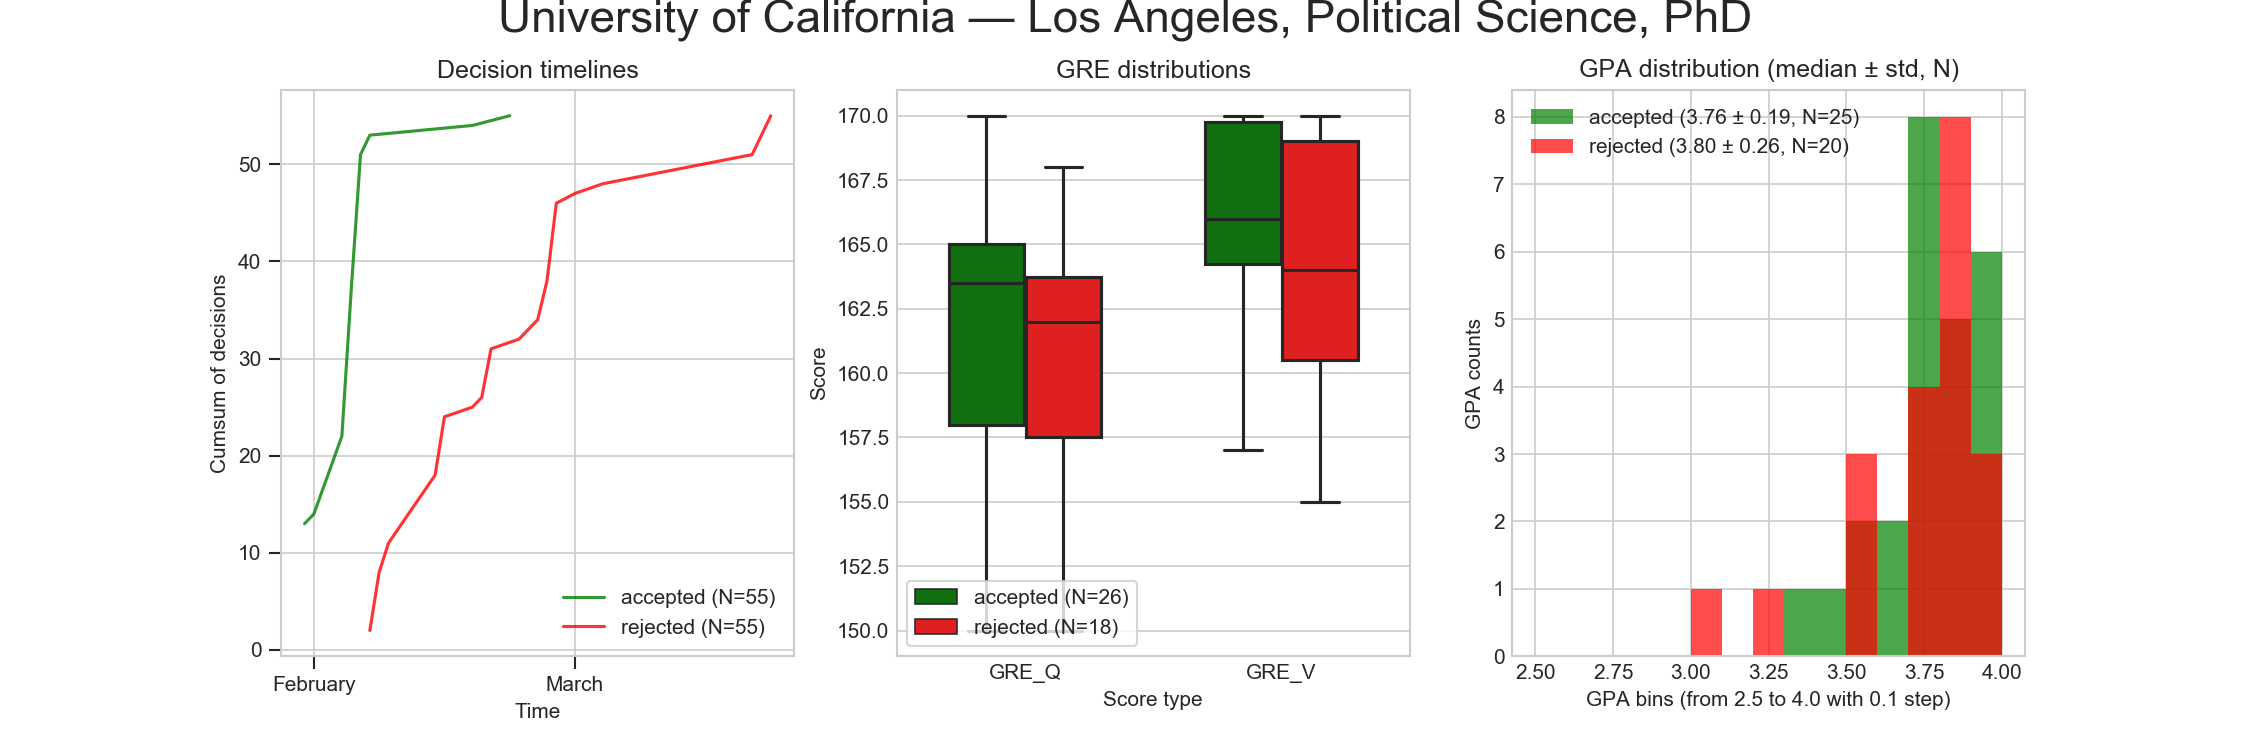 University of California — Los Angeles, Political Science, PhD
Decision timelines
Cumsum of decisions
50
40
30
20
10
0
February
March
Time
accepted (N=55)
rejected (N=55)
GRE distributions
Score
170.0
167.5
165.0
162.5
160.0
157.5
155.0
152.5
150.0
accepted (N=26)
rejected (N=18)
GRE_Q
GRE_V
Score type
GPA distribution (median ± std, N)
GPA counts
8
7
6
5
4
3
2
1
0
accepted (3.76 ± 0.19, N=25)
rejected (3.80 ± 0.26, N=20)
2.50
2.75
3.00
3.25
3.50
3.75
4.00
GPA bins (from 2.5 to 4.0 with 0.1 step)